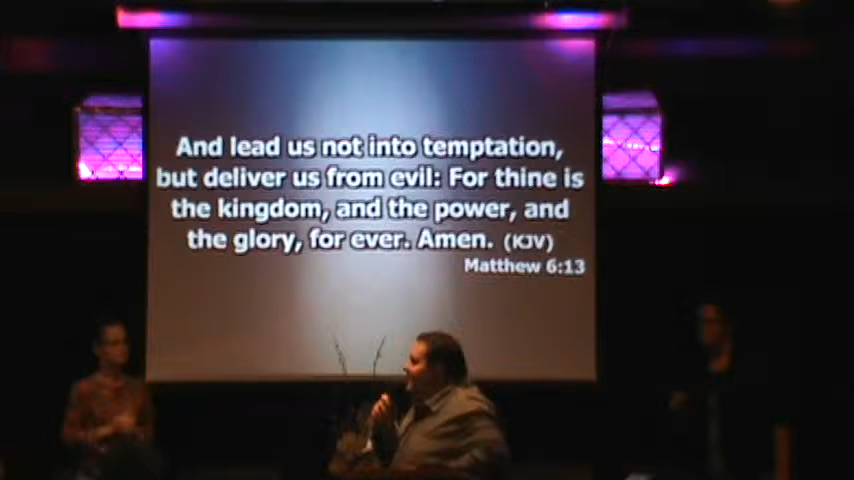 And lead us not into temptation,
but deliver us from evil: For thine is
the kingdom, and the power, and
the glory, for ever. Amen. (KJV)
Matthew 6:13